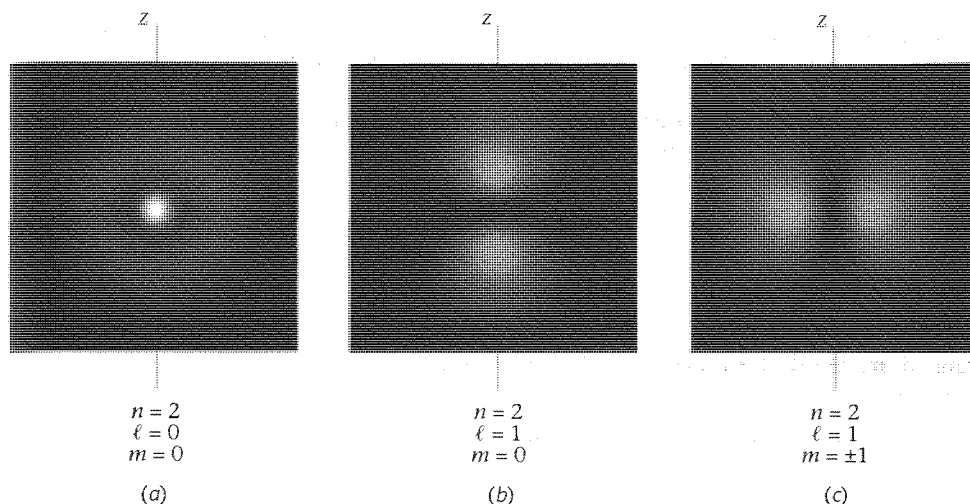 z
z
z
n = 2
ℓ = 0
m = 0
(a)
n = 2
ℓ = 1
m = 0
(b)
n = 2
ℓ = 1
m = ±1
(c)